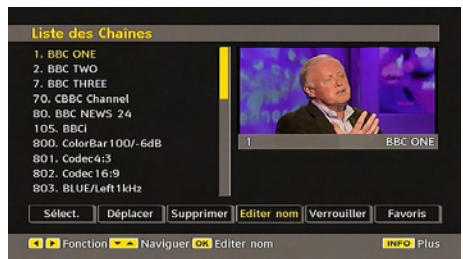 Liste des Chaînes
1. BBC ONE
2. BBC TWO
7. BBC THREE
70. CBBC Channel
80. BBC NEWS 24
105. BBCi
800. ColorBar100/-6dB
801. Codec4:3
802. Codec16:9
803. BLUE/Left1kHz
1 BBC ONE
Sélect. Déplacer Supprimer Editer nom Verrouiller Favoris
Fonction Naviguer OK Editer nom INFO Plus